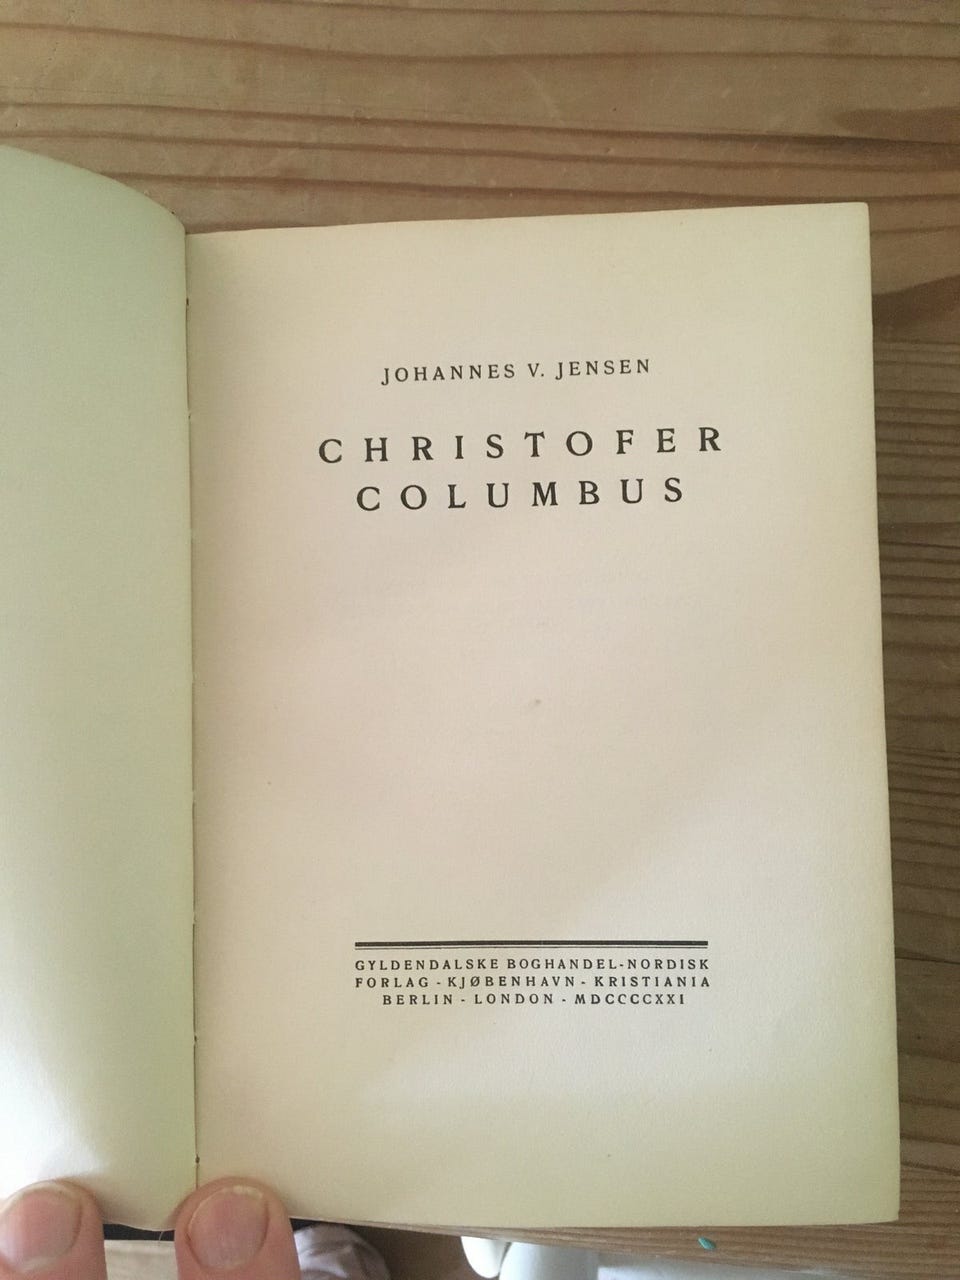 JOHANNES V. JENSEN
CHRISTOFER
COLUMBUS
GYLDENDALSKE BOGHANDEL-NORDISK
FORLAG - KJØBENHAVN - KRISTIANIA
BERLIN - LONDON - MDCCCCXXI